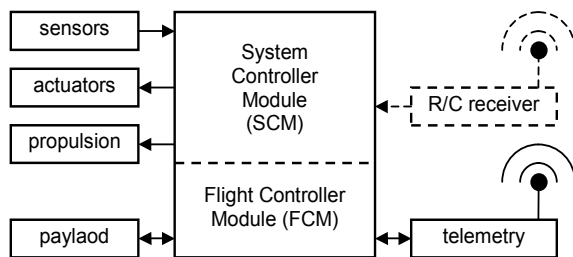 sensors
actuators
propulsion
paylaod
System
Controller
Module
(SCM)
Flight Controller
Module (FCM)
R/C receiver
telemetry